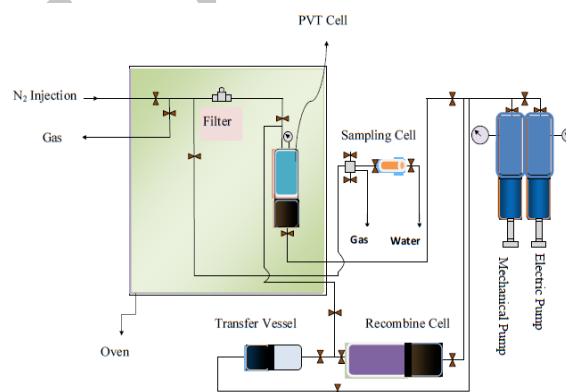 PVT Cell
N₂ Injection
Gas
Filter
Sampling Cell
Gas
Water
Mechanical Pump
Electric Pump
Oven
Transfer Vessel
Recombine Cell